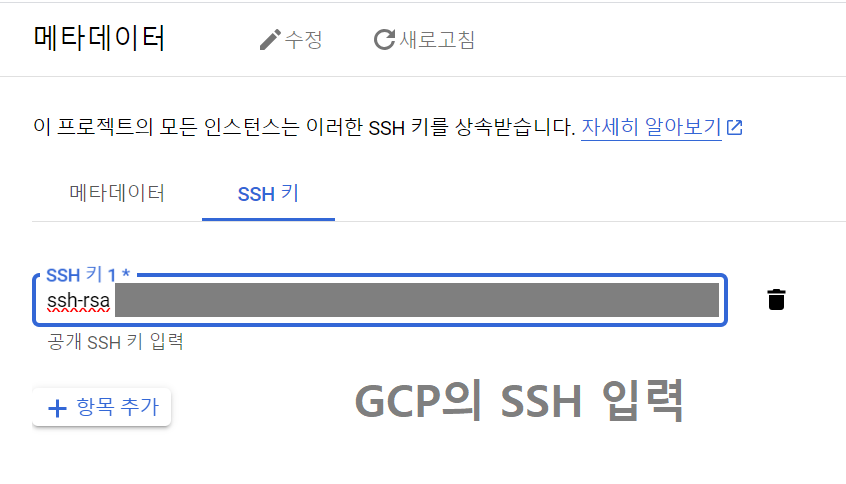 메타데이터 수정 새로고침
이 프로젝트의 모든 인스턴스는 이러한 SSH 키를 상속받습니다. 자세히 알아보기
메타데이터 SSH 키
SSH 키 1 *
ssh-rsa
공개 SSH 키 입력
+ 항목 추가
GCP의 SSH 입력